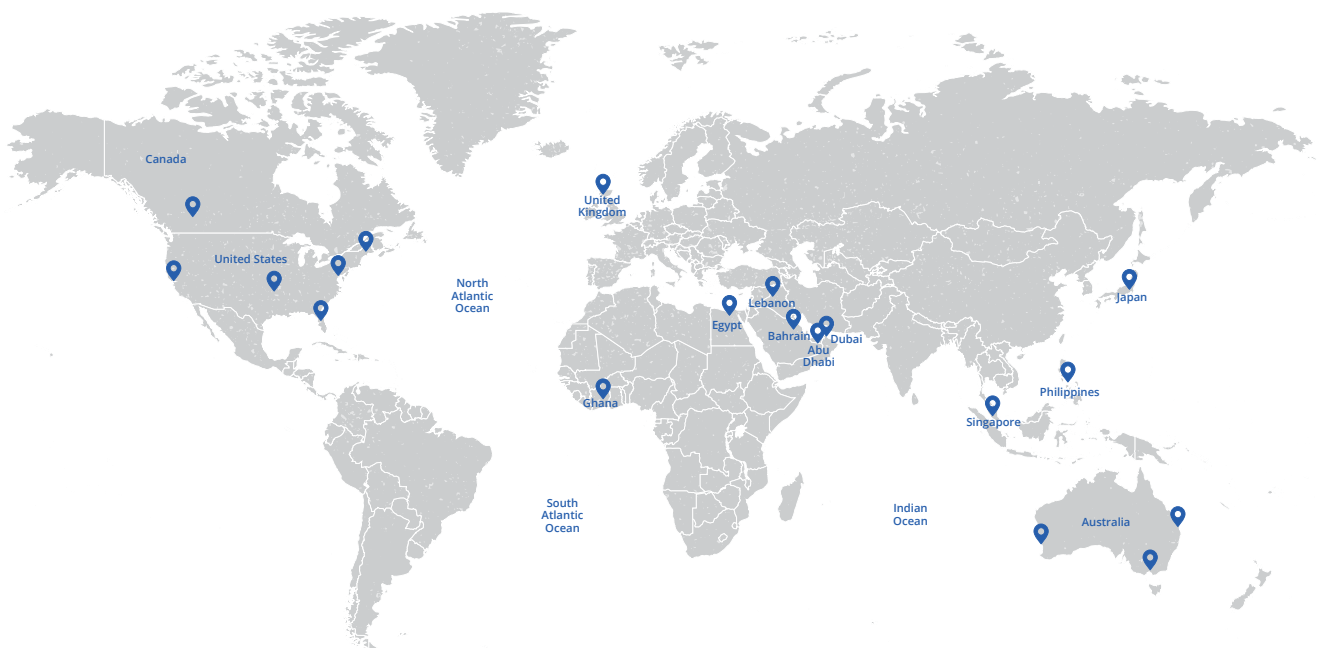 Canada
United
Kingdom
United States
North
Atlantic
Ocean
Lebanon
Japan
Egypt
Bahrain
Dubai
Abu
Dhabi
Philippines
Ghana
Singapore
South
Atlantic
Ocean
Indian
Ocean
Australia